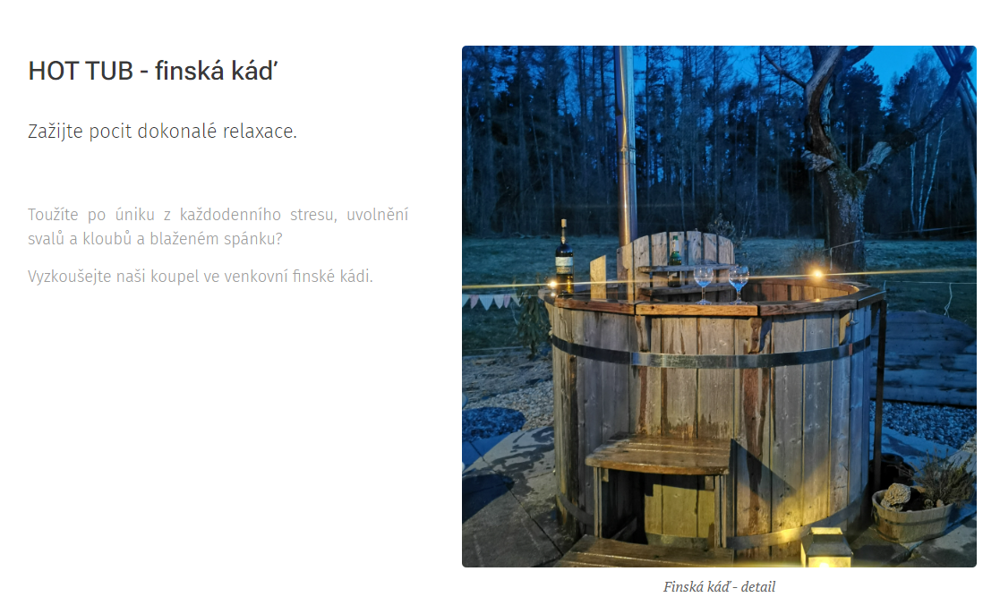 HOT TUB - finská káď
Zažijte pocit dokonalé relaxace.
Toužíte po úniku z každodenního stresu, uvolnění
svalů a kloubů a blaženém spánku?
Vyzkoušejte naši koupel ve venkovní finské kádi.
Finská káď - detail